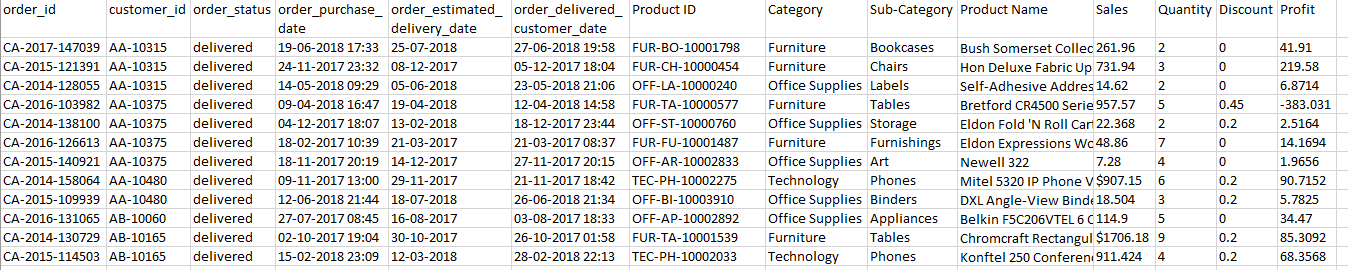 order_id customer_id order_status order_purchase_ order_estimated_ order_delivered_ Product ID Category Sub-Category Product Name Sales Quantity Discount Profit
date delivery_date customer_date
CA-2017-147039 AA-10315 delivered 19-06-2018 17:33 25-07-2018 27-06-2018 19:58 FUR-BO-10001798 Furniture Bookcases Bush Somerset Collec 261.96 2 0 41.91
CA-2015-121391 AA-10315 delivered 24-11-2017 23:32 08-12-2017 05-12-2017 18:04 FUR-CH-10000454 Furniture Chairs Hon Deluxe Fabric Up 731.94 3 0 219.58
CA-2014-128055 AA-10315 delivered 14-05-2018 09:29 05-06-2018 23-05-2018 21:06 OFF-LA-10000240 Office Supplies Labels Self-Adhesive Addres 14.62 2 0 6.8714
CA-2016-103982 AA-10375 delivered 09-04-2018 16:47 19-04-2018 12-04-2018 14:58 FUR-TA-10000577 Furniture Tables Bretford CR4500 Serie 957.57 5 0.45 -383.031
CA-2014-138100 AA-10375 delivered 04-12-2017 18:07 13-02-2018 18-12-2017 23:44 OFF-ST-10000760 Office Supplies Storage Eldon Fold 'N Roll Cart 22.368 2 0.2 2.5164
CA-2016-126613 AA-10375 delivered 18-02-2017 10:39 21-03-2017 21-03-2017 08:37 FUR-FU-10001487 Furniture Furnishings Eldon Expressions Wo 48.86 7 0 14.1694
CA-2015-140921 AA-10375 delivered 18-11-2017 20:19 14-12-2017 27-11-2017 20:15 OFF-AR-10002833 Office Supplies Art Newell 322 7.28 4 0 1.9656
CA-2014-158064 AA-10480 delivered 09-11-2017 13:00 29-11-2017 21-11-2017 18:42 TEC-PH-10002275 Technology Phones Mitel 5320 IP Phone V $907.15 6 0.2 90.7152
CA-2015-109939 AA-10480 delivered 12-06-2018 21:44 18-07-2018 26-06-2018 21:34 OFF-BI-10003910 Office Supplies Binders DXL Angle-View Binde 18.504 3 0.2 5.7825
CA-2016-131065 AB-10060 delivered 27-07-2017 08:45 16-08-2017 03-08-2017 18:33 OFF-AP-10002892 Office Supplies Appliances Belkin F5C206VTEL 6 C 114.9 5 0 34.47
CA-2014-130729 AB-10165 delivered 02-10-2017 19:04 30-10-2017 26-10-2017 01:58 FUR-TA-10001539 Furniture Tables Chromcraft Rectangul $1706.18 9 0.2 85.3092
CA-2015-114503 AB-10165 delivered 15-02-2018 23:09 12-03-2018 28-02-2018 22:13 TEC-PH-10002033 Technology Phones Konftel 250 Conferen 911.424 4 0.2 68.3568